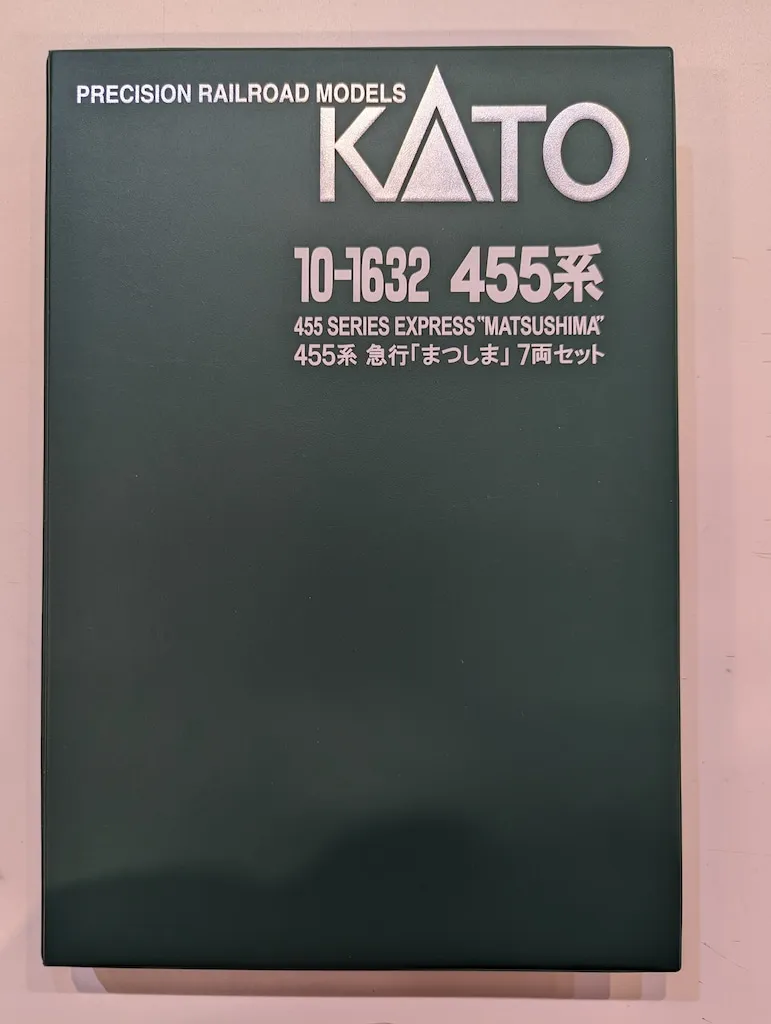 PRECISION RAILROAD MODELS
KATO
10-1632 455系
455 SERIES EXPRESS "MATSUSHIMA"
455系 急行「まつしま」 7両セット